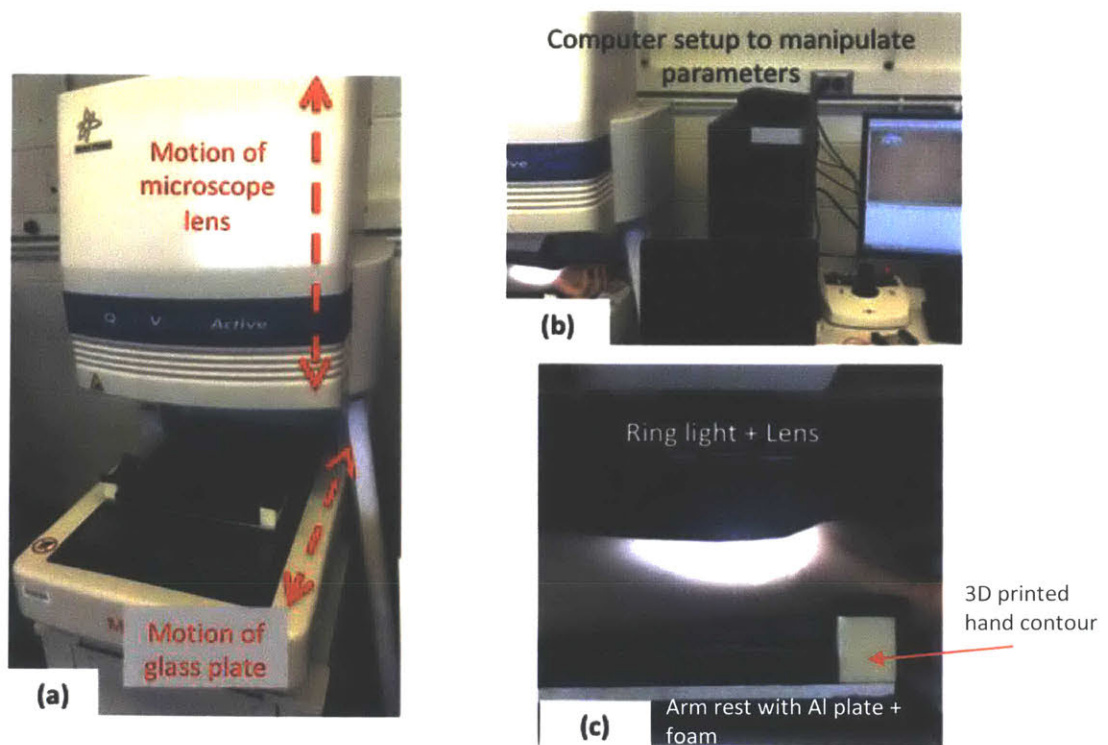 Motion of
microscope
lens
Q V Active
Motion of
glass plate
(a)
Computer setup to manipulate
parameters
(b)
Ring light + Lens
3D printed
hand contour
Arm rest with Al plate +
foam
(c)